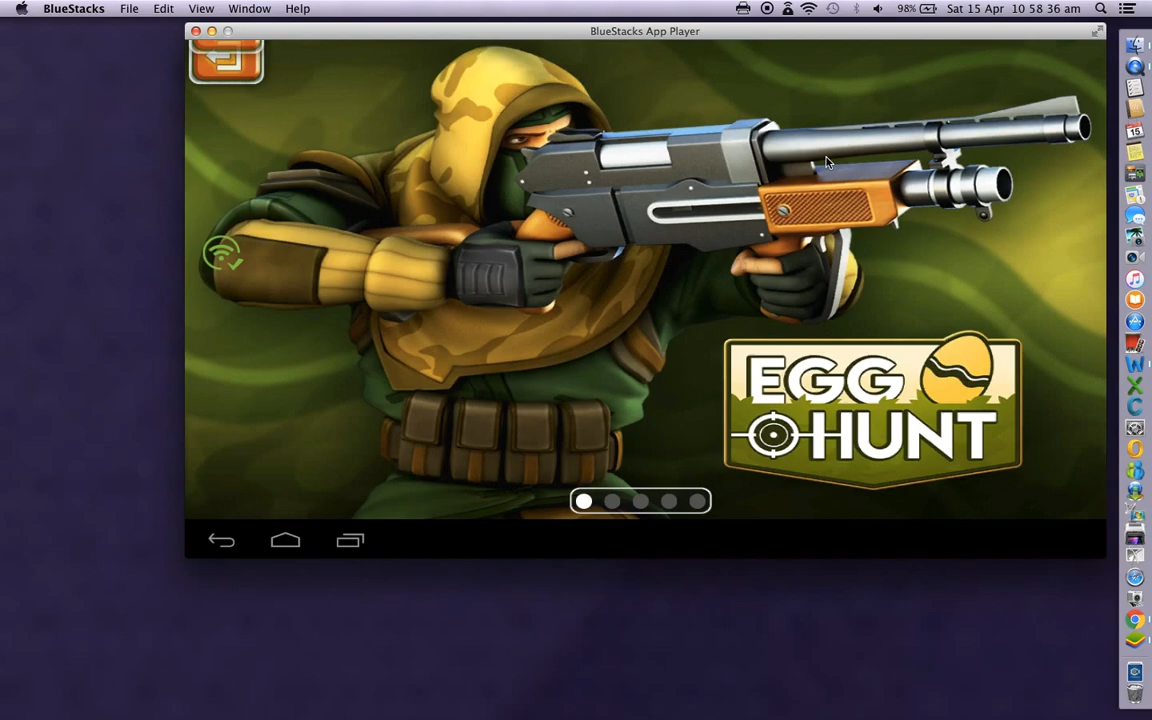 BlueStacks File Edit View Window Help 98% Sat 15 Apr 10 58 36 am
BlueStacks App Player
15
EGG
HUNT